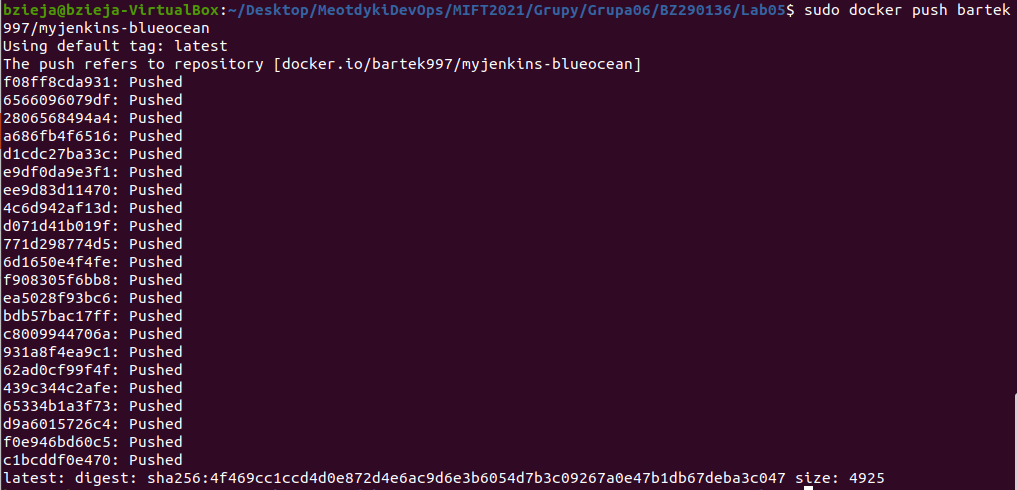 bzieja@bzieja-VirtualBox:~/Desktop/MeotdykiDevOps/MIFT2021/Grupy/Grupa06/BZ290136/Lab05$ sudo docker push bartek
997/myjenkins-blueocean
Using default tag: latest
The push refers to repository [docker.io/bartek997/myjenkins-blueocean]
f08ff8cda931: Pushed
6566096079df: Pushed
2806568494a4: Pushed
a686fb4f6516: Pushed
d1cdc27ba33c: Pushed
e9df0da9e3f1: Pushed
ee9d83d11470: Pushed
4c6d942af13d: Pushed
d071d41b019f: Pushed
771d298774d5: Pushed
6d1650e4f4fe: Pushed
f908305f6bb8: Pushed
ea5028f93bc6: Pushed
bdb57bac17ff: Pushed
c8009944706a: Pushed
931a8f4ea9c1: Pushed
62ad0cf99f4f: Pushed
439c344c2afe: Pushed
65334b1a3f73: Pushed
d9a6015726c4: Pushed
f0e946bd60c5: Pushed
c1bcddf0e470: Pushed
latest: digest: sha256:4f469cc1ccd4d0e872d4e6ac9d6e3b6054d7b3c09267a0e47b1db67deba3c047 size: 4925